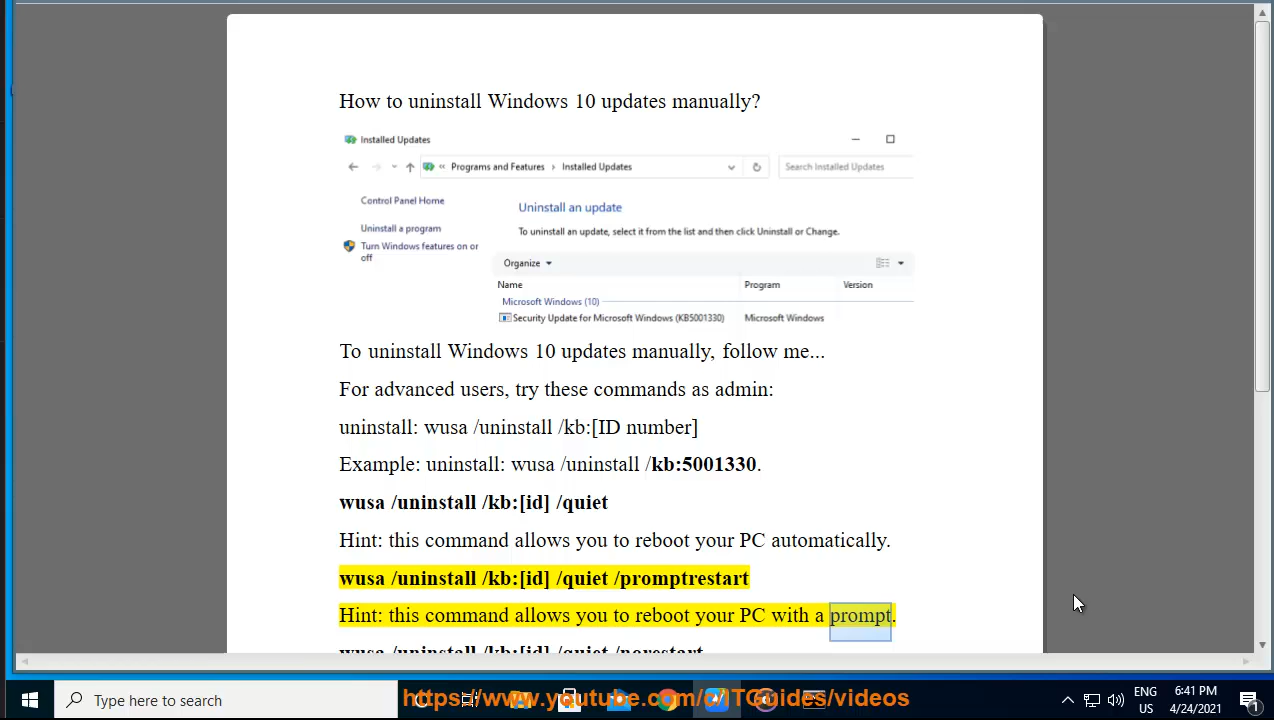 How to uninstall Windows 10 updates manually?
Installed Updates
« Programs and Features › Installed Updates
Search Installed Updates
Control Panel Home
Uninstall a program
Turn Windows features on or
off
Uninstall an update
To uninstall an update, select it from the list and then click Uninstall or Change.
Organize
Name Program Version
Microsoft Windows (10)
Security Update for Microsoft Windows (KB5001330) Microsoft Windows
To uninstall Windows 10 updates manually, follow me...
For advanced users, try these commands as admin:
uninstall: wusa /uninstall /kb:[ID number]
Example: uninstall: wusa /uninstall /kb:5001330.
wusa /uninstall /kb:[id] /quiet
Hint: this command allows you to reboot your PC automatically.
wusa /uninstall /kb:[id] /quiet /promptrestart
Hint: this command allows you to reboot your PC with a prompt.
wusa /uninstall /kb:[id] /quiet /norestart
Type here to search
https://www.youtube.com/c/ITGuides/videos
ENG
US
6:41 PM
4/24/2021
1